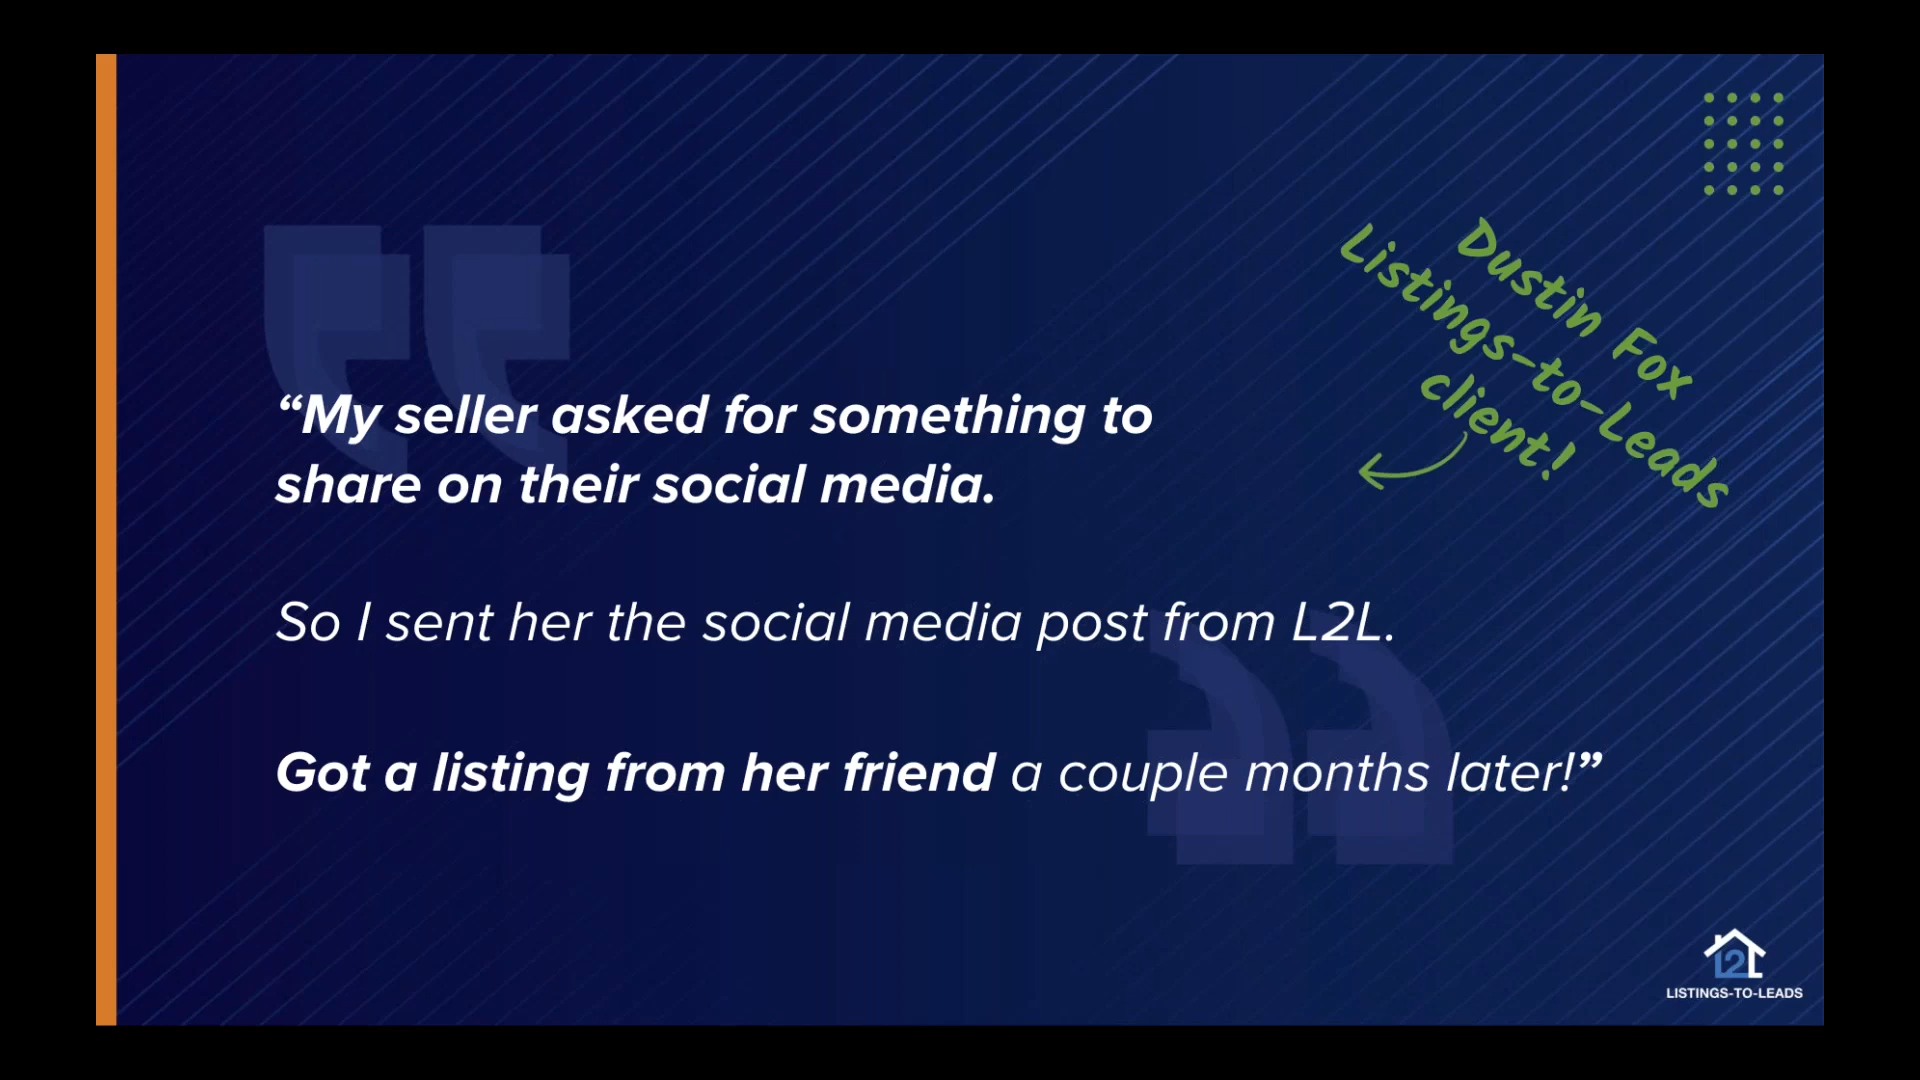 Dustin Fox
Listings-to-Leads
client!
“My seller asked for something to
share on their social media.
So I sent her the social media post from L2L.
Got a listing from her friend a couple months later!”
L2L
LISTINGS-TO-LEADS